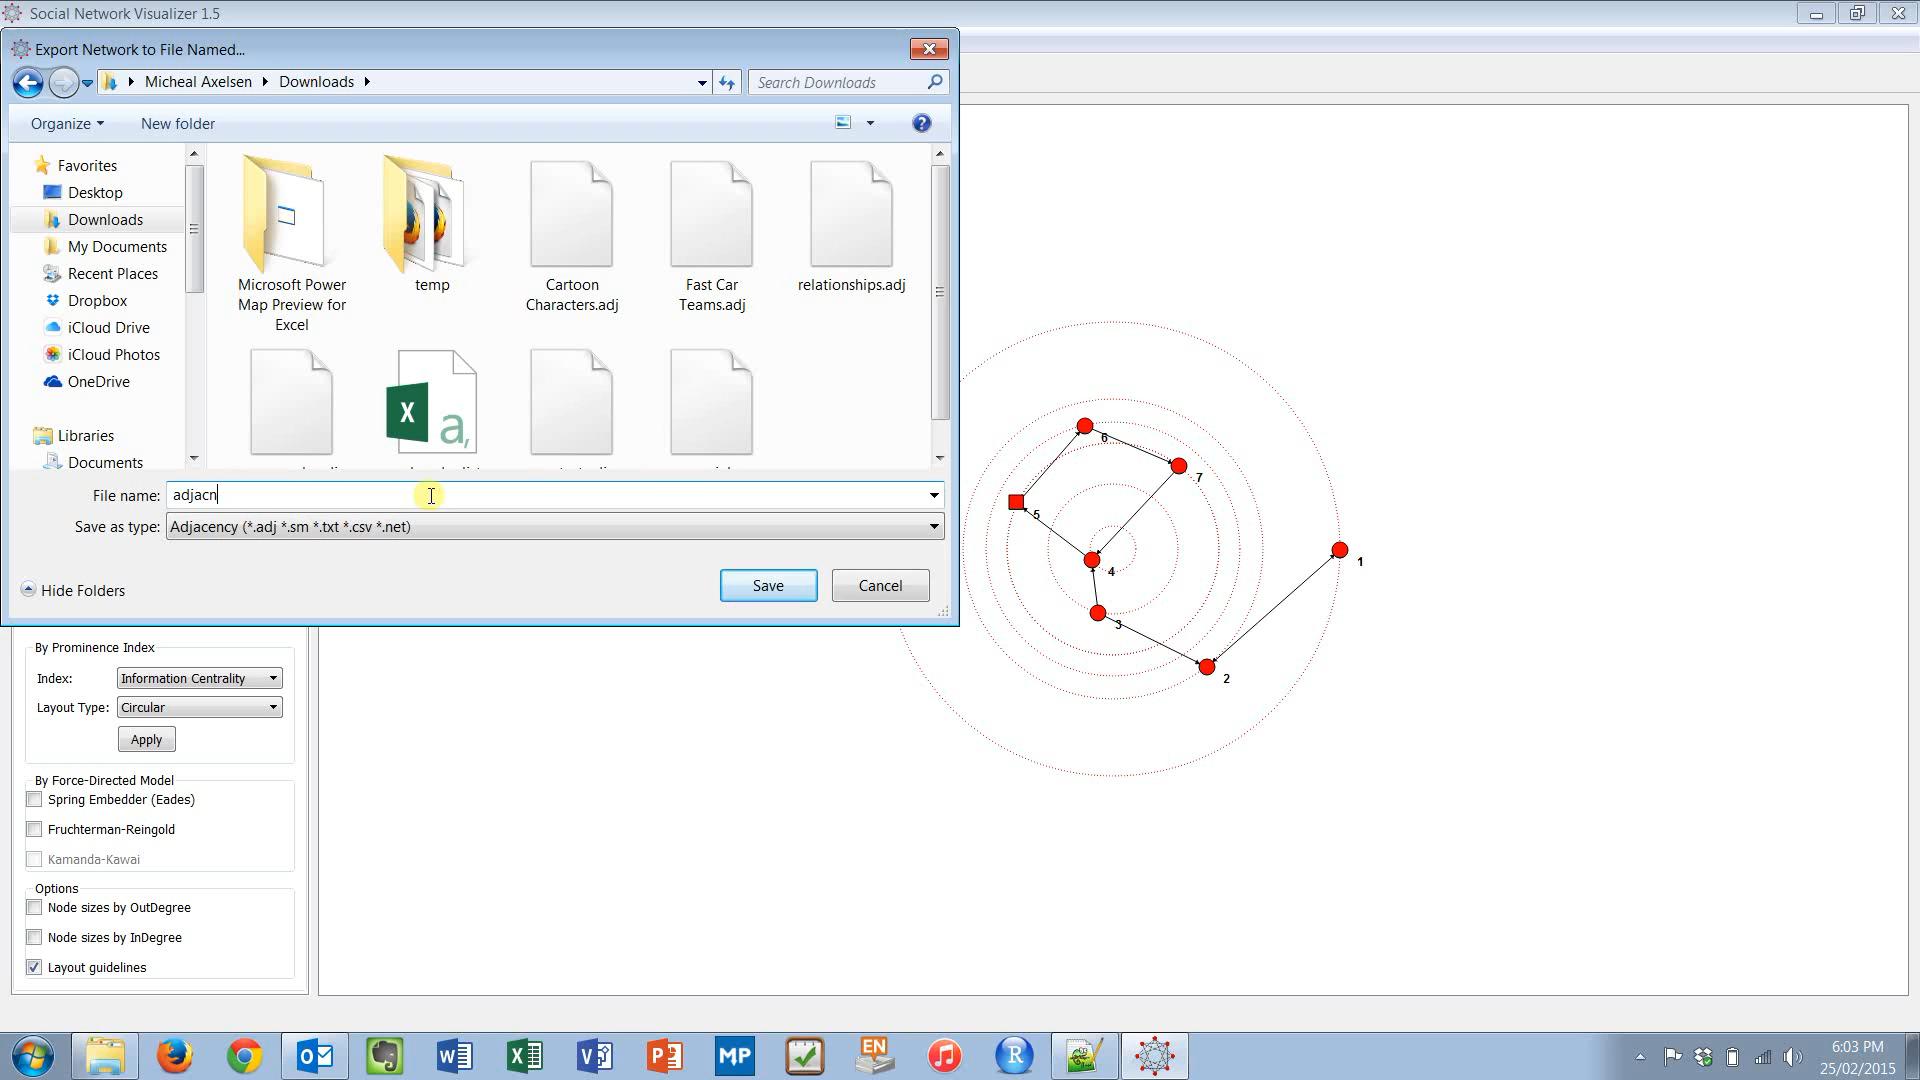 Social Network Visualizer 1.5
Export Network to File Named...
Micheal Axelsen
Downloads
Search Downloads
Organize
New folder
Favorites
Desktop
Downloads
My Documents
Recent Places
Dropbox
iCloud Drive
iCloud Photos
OneDrive
Libraries
Documents
Microsoft Power
Map Preview for
Excel
temp
Cartoon
Characters.adj
Fast Car
Teams.adj
relationships.adj
X
a,
File name:
adjacn
Save as type:
Adjacency (*.adj *.sm *.txt *.csv *.net)
Hide Folders
Save
Cancel
By Prominence Index
Index:
Information Centrality
Layout Type:
Circular
Apply
By Force-Directed Model
Spring Embedder (Eades)
Fruchterman-Reingold
Kamanda-Kawai
Options
Node sizes by OutDegree
Node sizes by InDegree
Layout guidelines
6
7
5
4
1
3
2
EN
MP
R
6:03 PM
25/02/2015